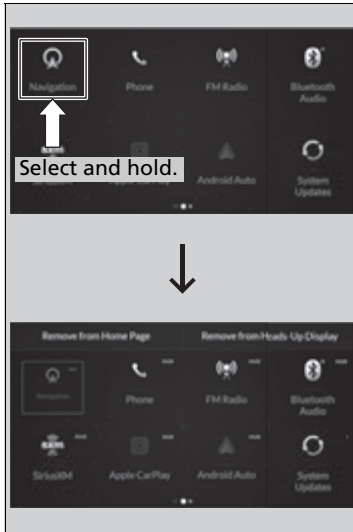 Navigation
Phone
FM Radio
Bluetooth
Audio
Select and hold.
Android Auto
System
Updates
Remove from Home Page
Remove from Heads-Up Display
Navigation
Phone
FM Radio
Bluetooth
Audio
SiriusXM
Apple CarPlay
Android Auto
System
Updates